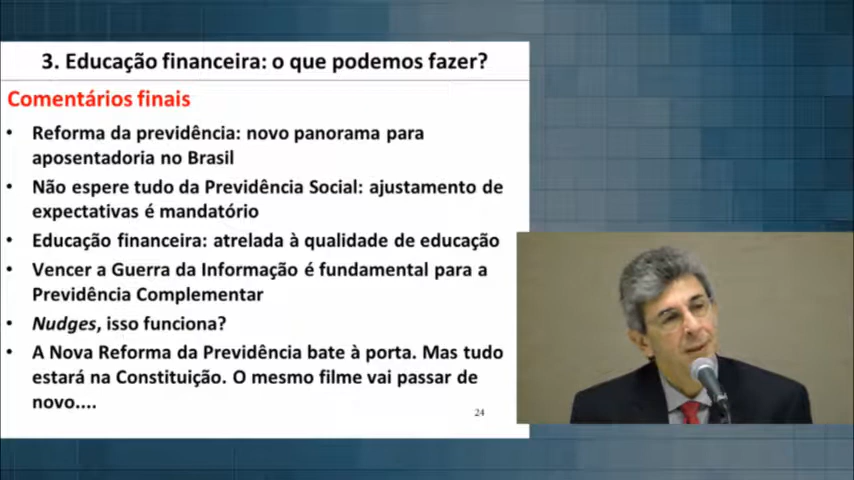 3. Educação financeira: o que podemos fazer?
Comentários finais
• Reforma da previdência: novo panorama para
aposentadoria no Brasil
• Não espere tudo da Previdência Social: ajustamento de
expectativas é mandatório
• Educação financeira: atrelada à qualidade de educação
• Vencer a Guerra da Informação é fundamental para a
Previdência Complementar
• Nudges, isso funciona?
• A Nova Reforma da Previdência bate à porta. Mas tudo
estará na Constituição. O mesmo filme vai passar de
novo....
24